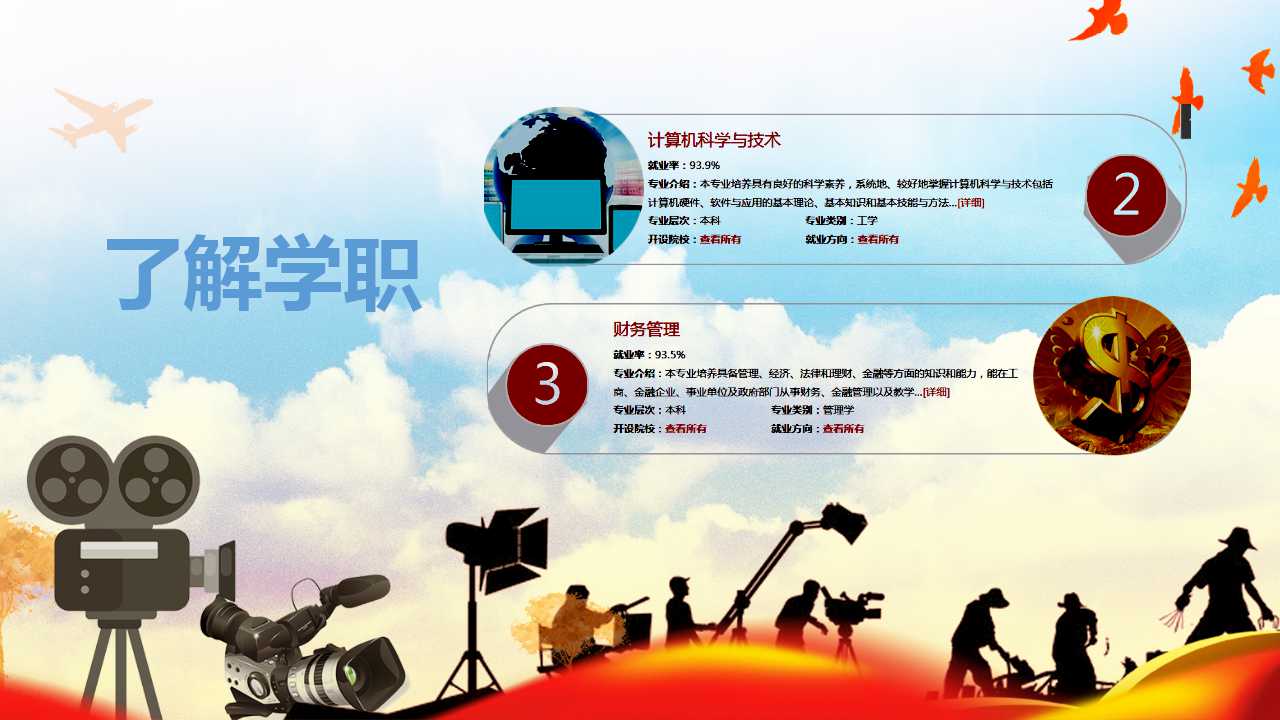 了解学职
计算机科学与技术
就业率：93.9%
专业介绍：本专业培养具有良好的科学素养，系统地、较好地掌握计算机科学与技术包括
计算机硬件、软件与应用的基本理论、基本知识和基本技能与方法...[详细]
专业层次：本科 专业类别：工学
开设院校：查看所有 就业方向：查看所有
2
财务管理
就业率：93.5%
专业介绍：本专业培养具备管理、经济、法律和理财、金融等方面的知识和能力，能在工
商、金融企业、事业单位及政府部门从事财务、金融管理以及教学...[详细]
专业层次：本科 专业类别：管理学
开设院校：查看所有 就业方向：查看所有
3